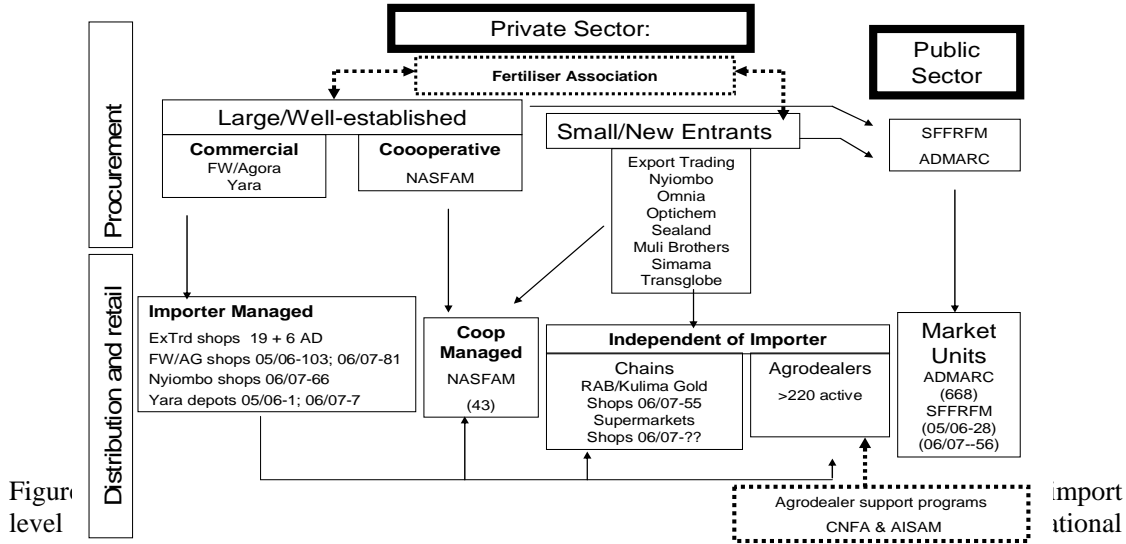 Private Sector:
Public
Sector
Fertiliser Association
Procurement
Large/Well-established
Commercial
FW/Agora
Yara
Coooperative
NASFAM
Small/New Entrants
Export Trading
Nyiombo
Omnia
Optichem
Sealand
Muli Brothers
Simama
Transglobe
SFFRFM
ADMARC
Distribution and retail
Importer Managed
ExTrd shops 19 + 6 AD
FW/AG shops 05/06-103; 06/07-81
Nyiombo shops 06/07-66
Yara depots 05/06-1; 06/07-7
Coop
Managed
NASFAM
(43)
Independent of Importer
Chains
RAB/Kulima Gold
Shops 06/07-55
Supermarkets
Shops 06/07-??
Agrodealers
>220 active
Market
Units
ADMARC
(668)
SFFRFM
(05/06-28)
(06/07--56)
Agrodealer support programs
CNFA & AISAM
import
level